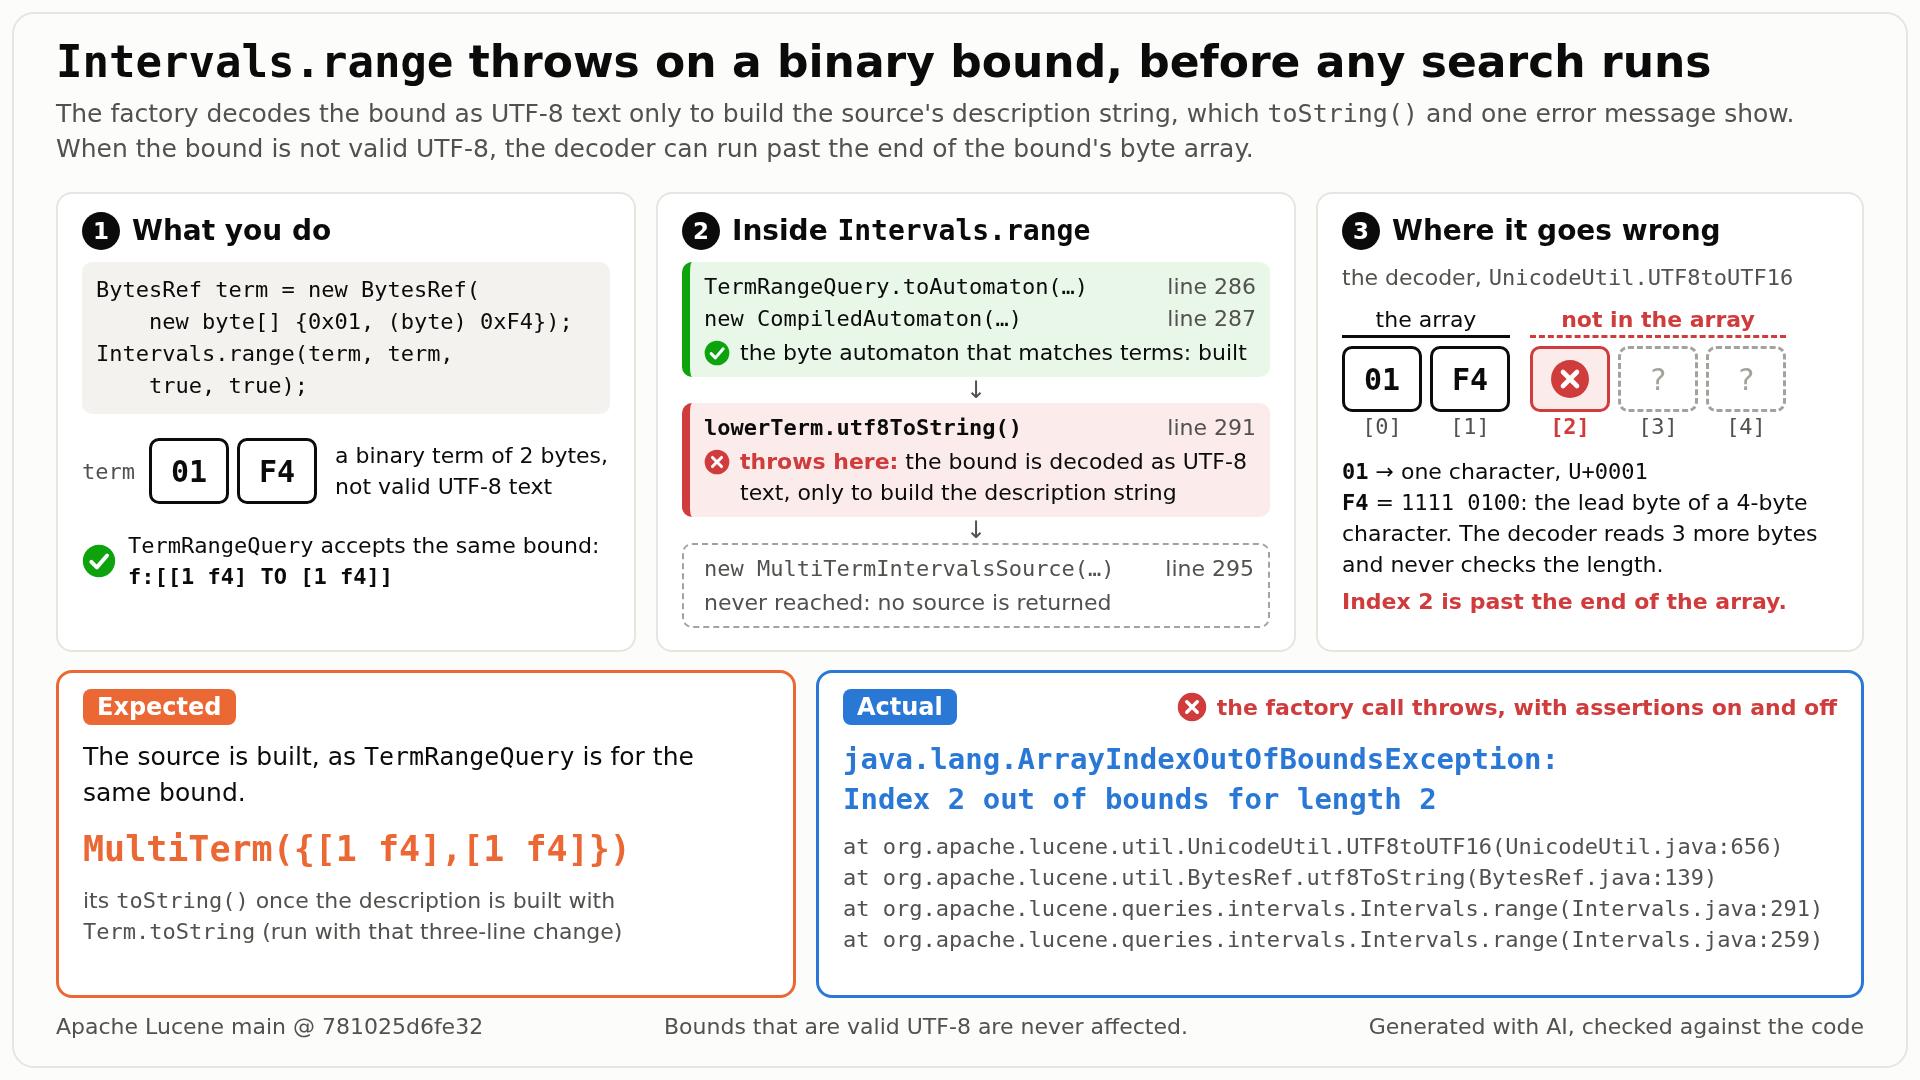 Intervals.range throws on a binary bound, before any search runs
The factory decodes the bound as UTF-8 text only to build the source's description string, which toString() and one error message show.
When the bound is not valid UTF-8, the decoder can run past the end of the bound's byte array.
1 What you do
BytesRef term = new BytesRef(
new byte[] {0x01, (byte) 0xF4});
Intervals.range(term, term,
true, true);
term 01 F4
a binary term of 2 bytes,
not valid UTF-8 text
TermRangeQuery accepts the same bound:
f:[[1 f4] TO [1 f4]]
2 Inside Intervals.range
TermRangeQuery.toAutomaton(…) line 286
new CompiledAutomaton(…) line 287
the byte automaton that matches terms: built
↓
lowerTerm.utf8ToString() line 291
throws here: the bound is decoded as UTF-8
text, only to build the description string
↓
new MultiTermIntervalsSource(…) line 295
never reached: no source is returned
3 Where it goes wrong
the decoder, UnicodeUtil.UTF8toUTF16
the array not in the array
01 F4 ? ?
[0] [1] [2] [3] [4]
01 → one character, U+0001
F4 = 1111 0100: the lead byte of a 4-byte
character. The decoder reads 3 more bytes
and never checks the length.
Index 2 is past the end of the array.
Expected
The source is built, as TermRangeQuery is for the
same bound.
MultiTerm({[1 f4],[1 f4]})
its toString() once the description is built with
Term.toString (run with that three-line change)
Actual
the factory call throws, with assertions on and off
java.lang.ArrayIndexOutOfBoundsException:
Index 2 out of bounds for length 2
at org.apache.lucene.util.UnicodeUtil.UTF8toUTF16(UnicodeUtil.java:656)
at org.apache.lucene.util.BytesRef.utf8ToString(BytesRef.java:139)
at org.apache.lucene.queries.intervals.Intervals.range(Intervals.java:291)
at org.apache.lucene.queries.intervals.Intervals.range(Intervals.java:259)
Apache Lucene main @ 781025d6fe32
Bounds that are valid UTF-8 are never affected.
Generated with AI, checked against the code